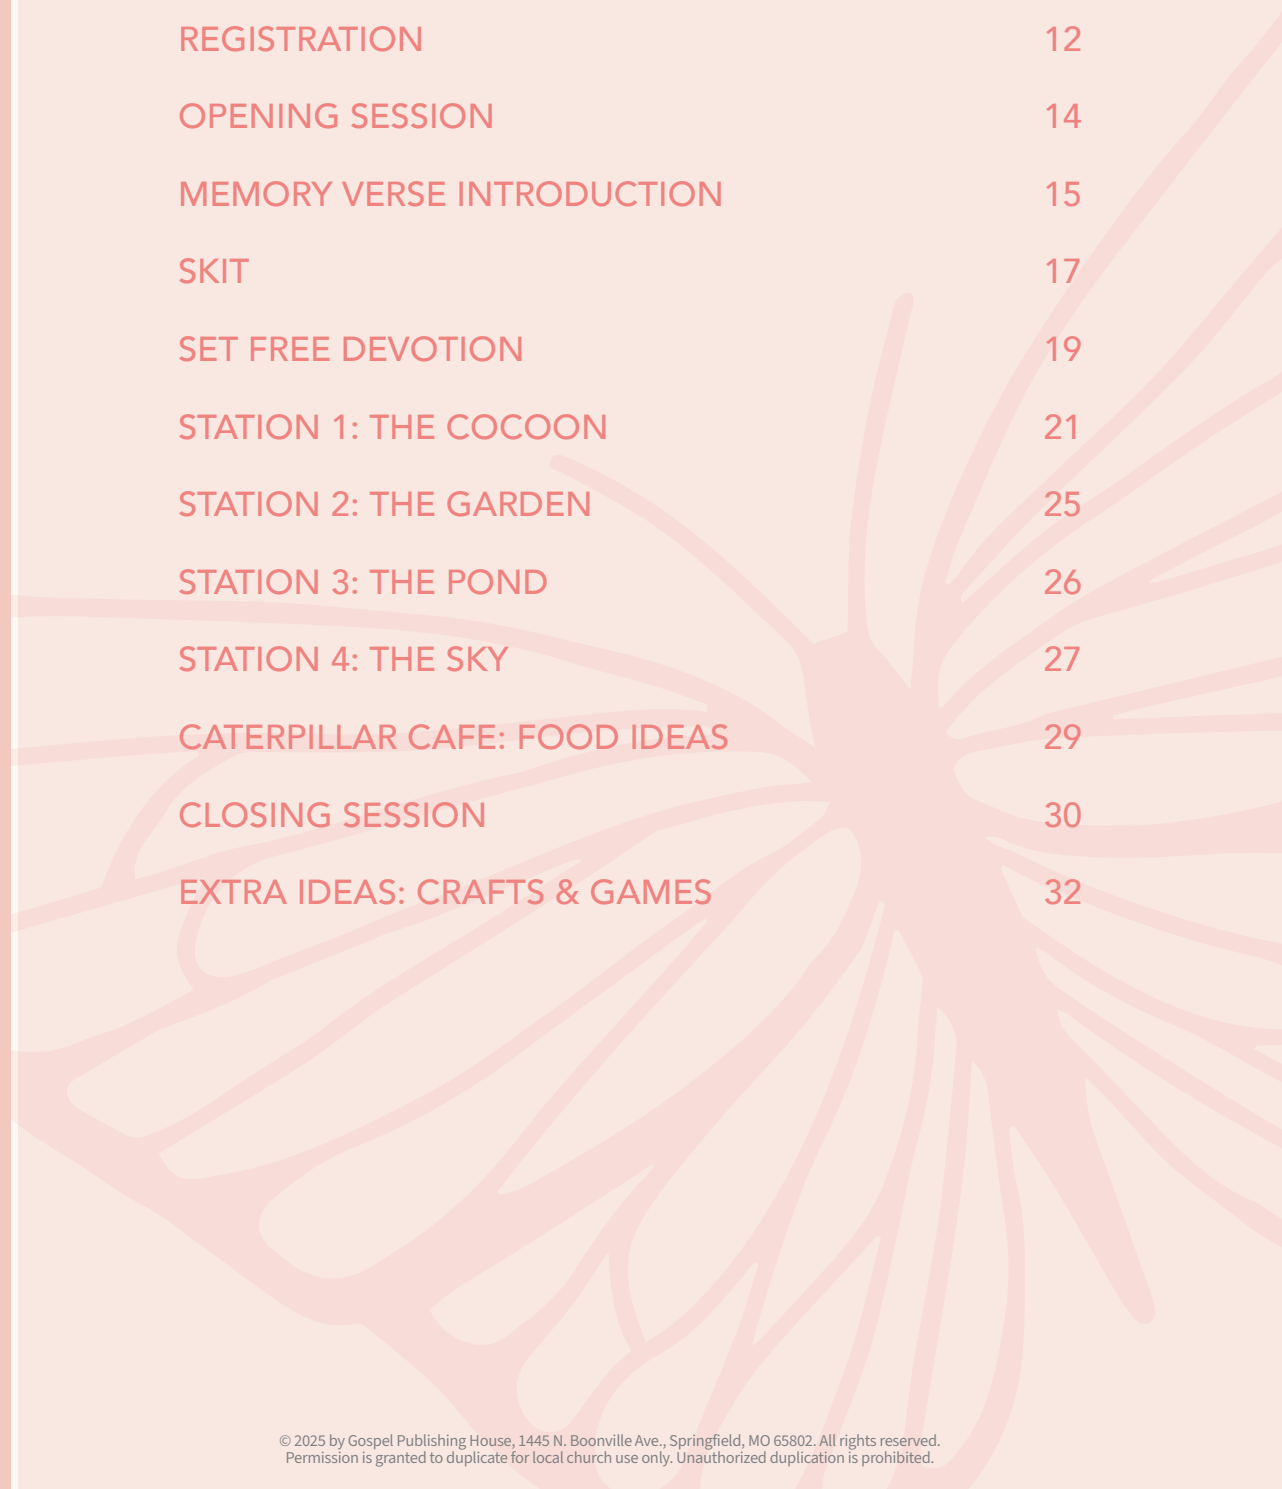 REGISTRATION 12
OPENING SESSION 14
MEMORY VERSE INTRODUCTION 15
SKIT 17
SET FREE DEVOTION 19
STATION 1: THE COCOON 21
STATION 2: THE GARDEN 25
STATION 3: THE POND 26
STATION 4: THE SKY 27
CATERPILLAR CAFE: FOOD IDEAS 29
CLOSING SESSION 30
EXTRA IDEAS: CRAFTS & GAMES 32
© 2025 by Gospel Publishing House, 1445 N. Boonville Ave., Springfield, MO 65802. All rights reserved.
Permission is granted to duplicate for local church use only. Unauthorized duplication is prohibited.